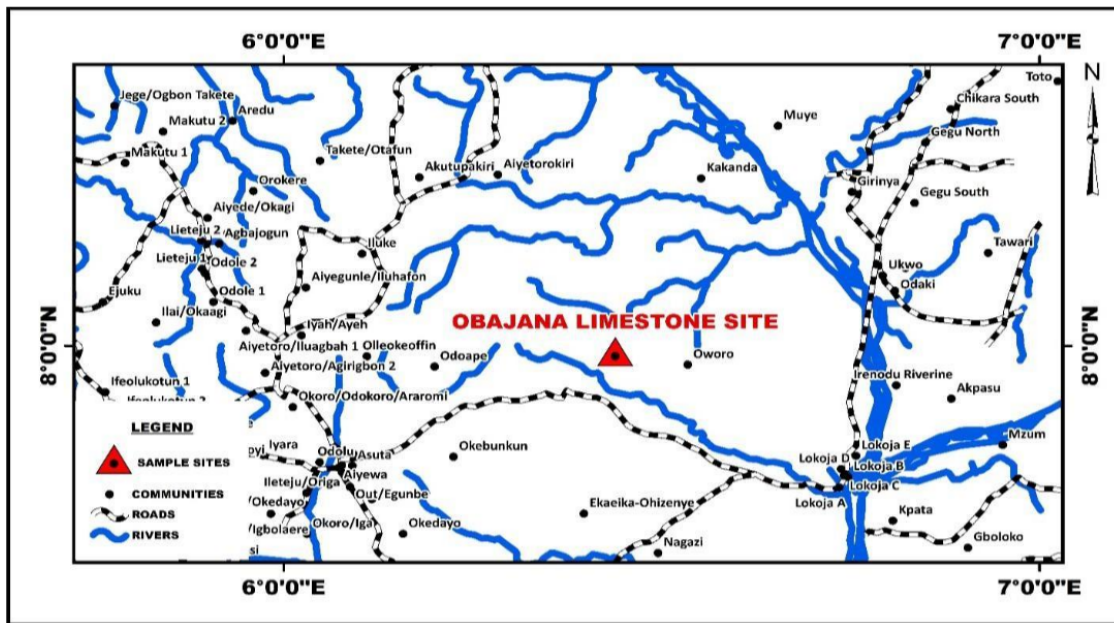 6°0'0"E
7°0'0"E
N
Toto
Jege/Ogbon Takete
Chikara South
Aredu
Muye
Makutu 2
Gegu North
Makutu 1
Takete/Otafun
Akutupakiri
Aiyetorokiri
Kakanda
Girinya
Orokere
Gegu South
Aiyede/Okagi
Lieteju 2
Agbajogun
Iluke
Tawari
Lieteju 1
Odole 2
Ukwo
Aiyegunle/Iluhafon
Odaki
Ejuku
Odole 1
Ilai/Okaagi
OBAJANA LIMESTONE SITE
Iyah/Ayeh
8°0'0"N
8°0'0"N
Aiyetoro/Iluagbah 1
Olleokeoffin
Odoape
Oworo
Aiyetoro/Agirigbon 2
Irenodu Riverine
Ifeolukotun 1
Akpasu
Ifeolukotun 2
Okoro/Odokoro/Araromi
LEGEND
Iyara
Okebunkun
Lokoja E
Mzum
SAMPLE SITES
Odolu
Asuta
Lokoja D
Lokoja B
Aiyewa
Ileteju/Origa
Lokoja C
COMMUNITIES
Out/Egunbe
Lokoja A
/Okedayo
Ekaeika-Ohizenye
Kpata
ROADS
Okoro/Iga
/Igbolaere
Okedayo
RIVERS
Nagazi
Gboloko
si
6°0'0"E
7°0'0"E